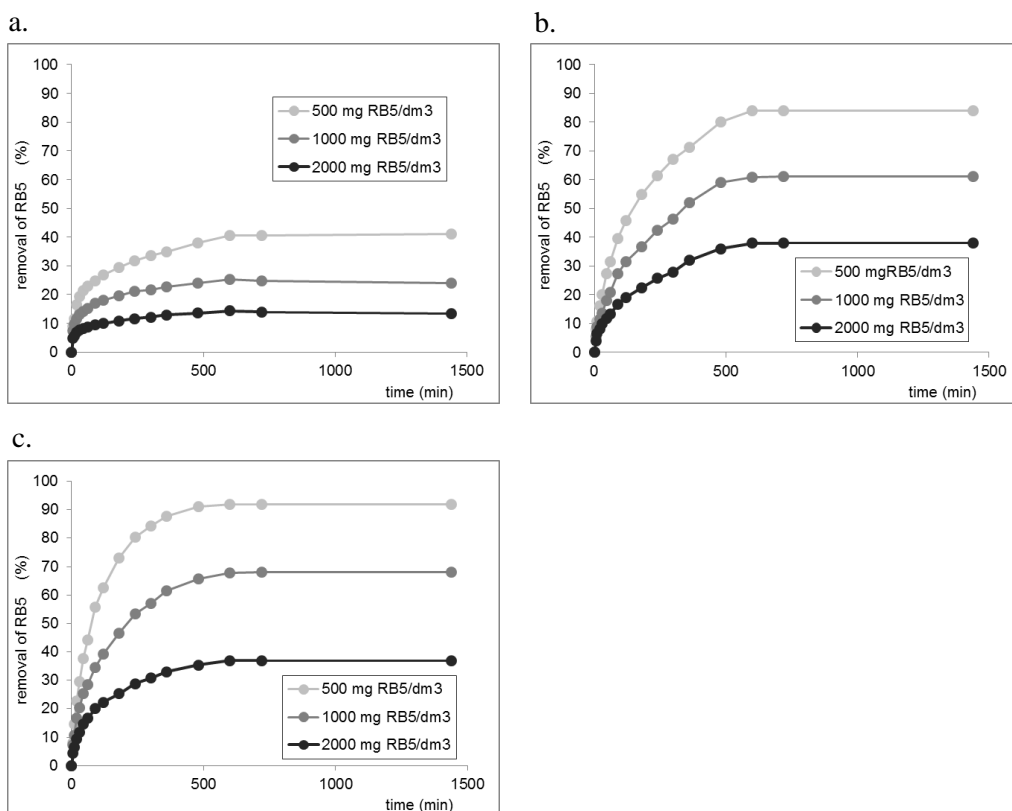 a.
100
90
80
70
60
50
40
30
20
10
0
removal of RB5 (%)
500 mg RB5/dm3
1000 mg RB5/dm3
2000 mg RB5/dm3
0 500 1000 1500
time (min)
b.
100
90
80
70
60
50
40
30
20
10
0
removal of RB5 (%)
500 mgRB5/dm3
1000 mg RB5/dm3
2000 mg RB5/dm3
0 500 1000 1500
time (min)
c.
100
90
80
70
60
50
40
30
20
10
0
removal of RB5 (%)
500 mg RB5/dm3
1000 mg RB5/dm3
2000 mg RB5/dm3
0 500 1000 1500
time (min)